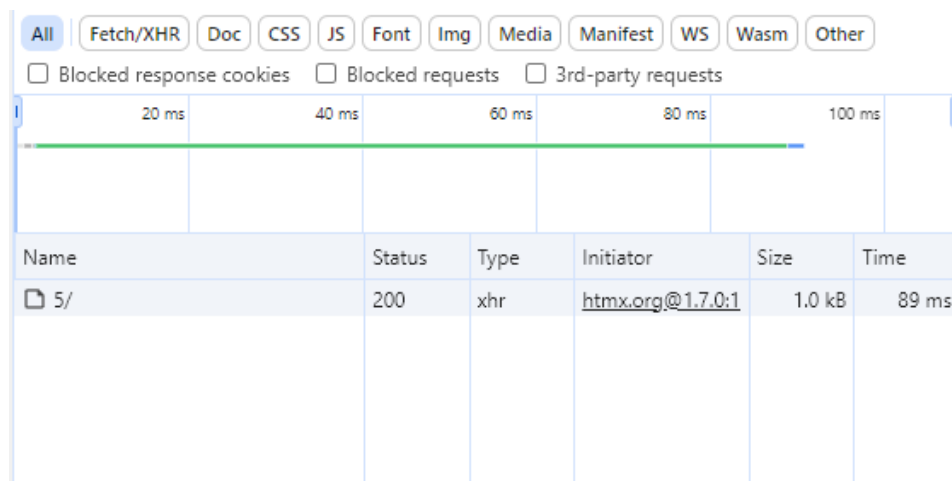 All Fetch/XHR Doc CSS JS Font Img Media Manifest WS Wasm Other
Blocked response cookies Blocked requests 3rd-party requests
20 ms 40 ms 60 ms 80 ms 100 ms
Name Status Type Initiator Size Time
5/ 200 xhr htmx.org@1.7.0:1 1.0 kB 89 ms